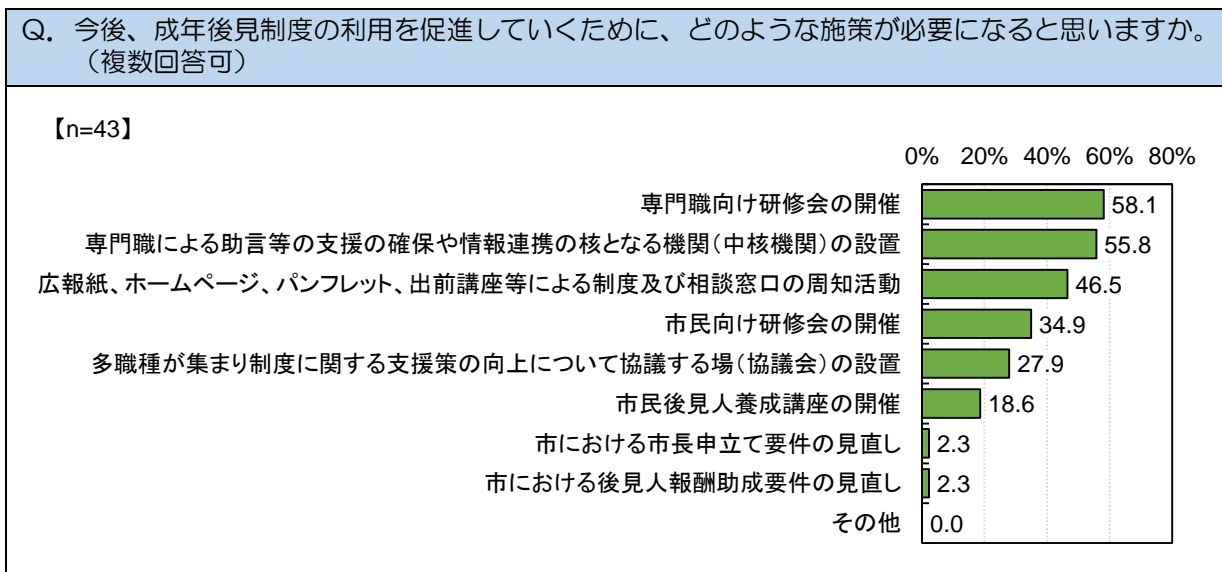 Q. 今後、成年後見制度の利用を促進していくために、どのような施策が必要になると思いますか。
（複数回答可）
【n=43】
0% 20% 40% 60% 80%
専門職向け研修会の開催 58.1
専門職による助言等の支援の確保や情報連携の核となる機関（中核機関）の設置 55.8
広報紙、ホームページ、パンフレット、出前講座等による制度及び相談窓口の周知活動 46.5
市民向け研修会の開催 34.9
多職種が集まり制度に関する支援策の向上について協議する場（協議会）の設置 27.9
市民後見人養成講座の開催 18.6
市における市長申立て要件の見直し 2.3
市における後見人報酬助成要件の見直し 2.3
その他 0.0